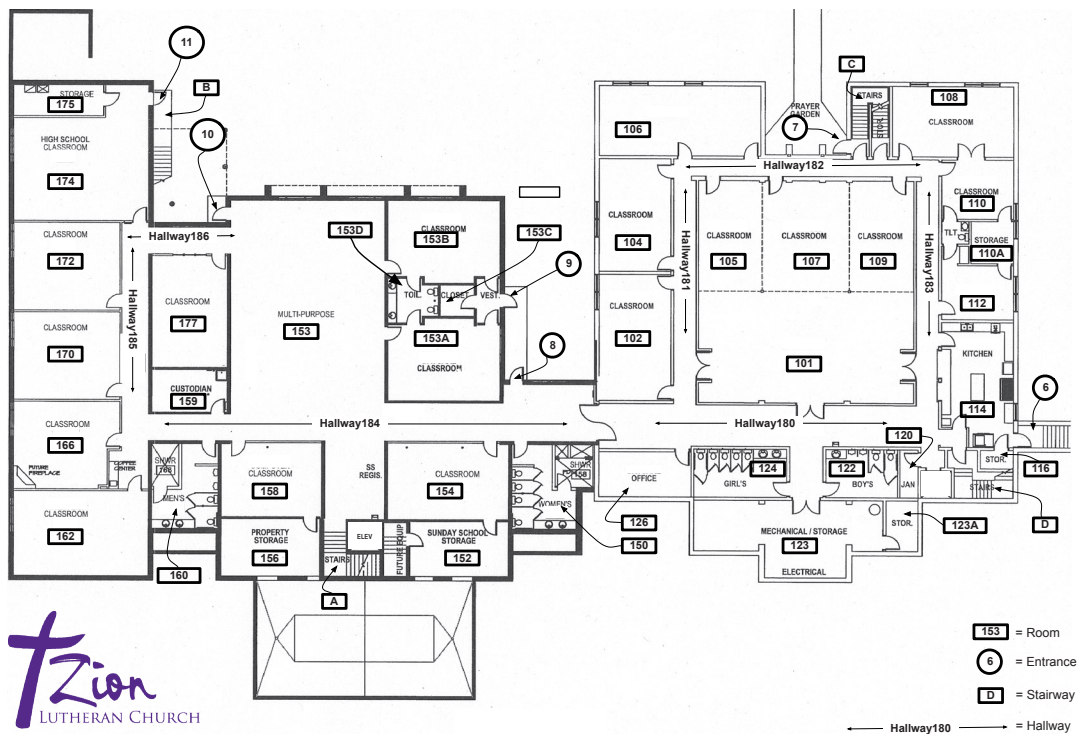 11
B
C
STORAGE
175
STAIRS
108
STOR.
CLASSROOM
PRAYER
GARDEN
106
7
10
HIGH SCHOOL
CLASSROOM
174
Hallway182
CLASSROOM
110
CLASSROOM
104
CLASSROOM
105
CLASSROOM
107
CLASSROOM
109
TLT
STORAGE
110A
Hallway186
153D
CLASSROOM
153B
153C
CLASSROOM
172
Hallway181
Hallway183
9
TOIL.
CLOSET
VEST.
CLASSROOM
177
Hallway185
112
MULTI-PURPOSE
153
CLASSROOM
102
CLASSROOM
170
153A
CLASSROOM
8
KITCHEN
101
CUSTODIAN
159
6
114
CLASSROOM
166
Hallway184
Hallway180
120
FUTURE
FIREPLACE
COFFEE
CENTER
SHWR
163
CLASSROOM
158
SS
REGIS.
CLASSROOM
154
SHWR
158
OFFICE
124
GIRL'S
122
BOY'S
JAN
STOR.
116
STAIRS
MEN'S
WOMEN'S
CLASSROOM
162
126
STOR.
123A
D
PROPERTY
STORAGE
156
ELEV
STAIRS
FUTURE EQUIP
SUNDAY SCHOOL
STORAGE
152
150
MECHANICAL / STORAGE
123
ELECTRICAL
160
A
Zion
LUTHERAN CHURCH
153 = Room
6 = Entrance
D = Stairway
Hallway180 = Hallway